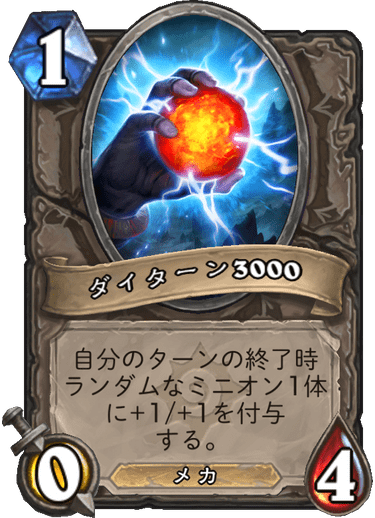 1
ダイターン3000
自分のターンの終了時
ランダムなミニオン1体
に+1/+1を付与
する。
メカ
0
4